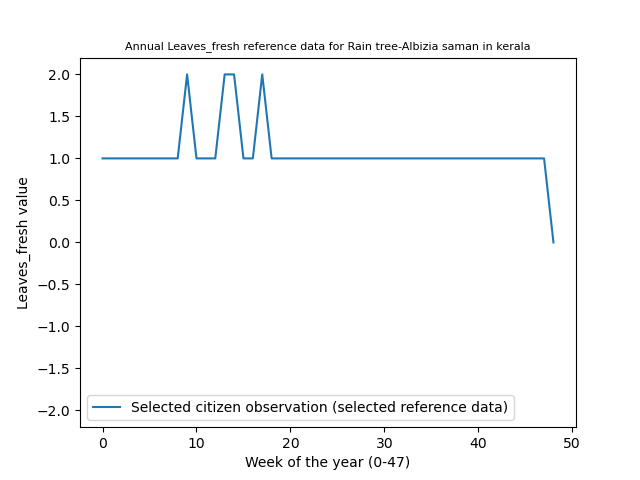 Annual Leaves_fresh reference data for Rain tree-Albizia saman in kerala
2.0
1.5
1.0
0.5
0.0
−0.5
−1.0
−1.5
−2.0
Leaves_fresh value
Selected citizen observation (selected reference data)
0 10 20 30 40 50
Week of the year (0-47)